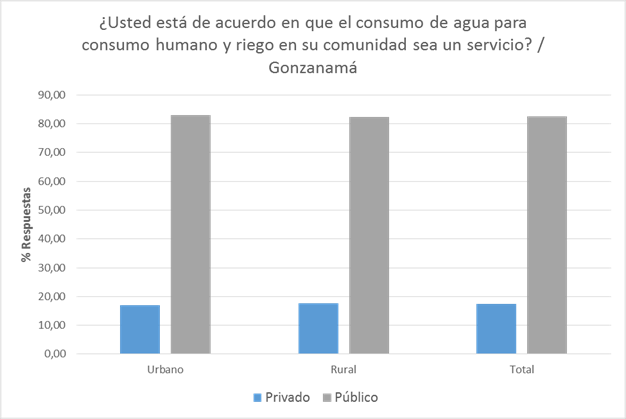 ¿Usted está de acuerdo en que el consumo de agua para
consumo humano y riego en su comunidad sea un servicio? /
Gonzanamá
90,00
80,00
70,00
60,00
50,00
40,00
30,00
20,00
10,00
0,00
% Respuestas
Urbano Rural Total
Privado Público